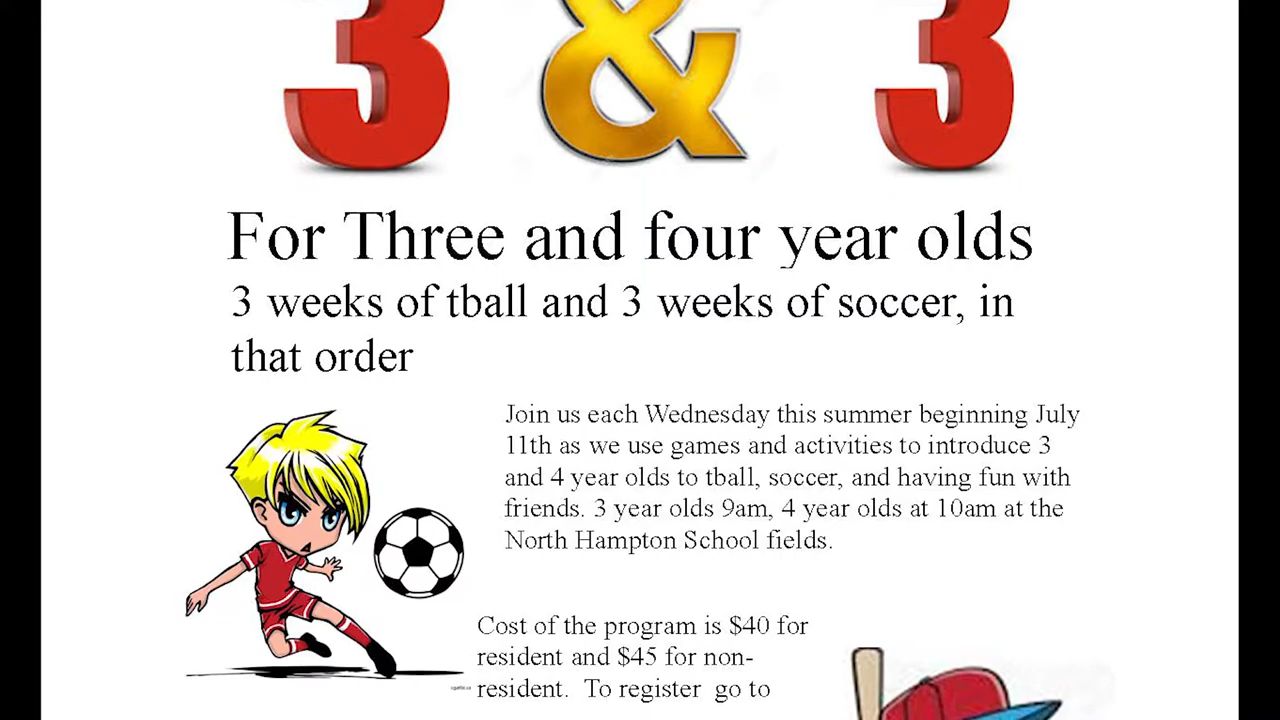 3 & 3
For Three and four year olds
3 weeks of tball and 3 weeks of soccer, in
that order
Join us each Wednesday this summer beginning July
11th as we use games and activities to introduce 3
and 4 year olds to tball, soccer, and having fun with
friends. 3 year olds 9am, 4 year olds at 10am at the
North Hampton School fields.
Cost of the program is $40 for
resident and $45 for non-
resident. To register go to